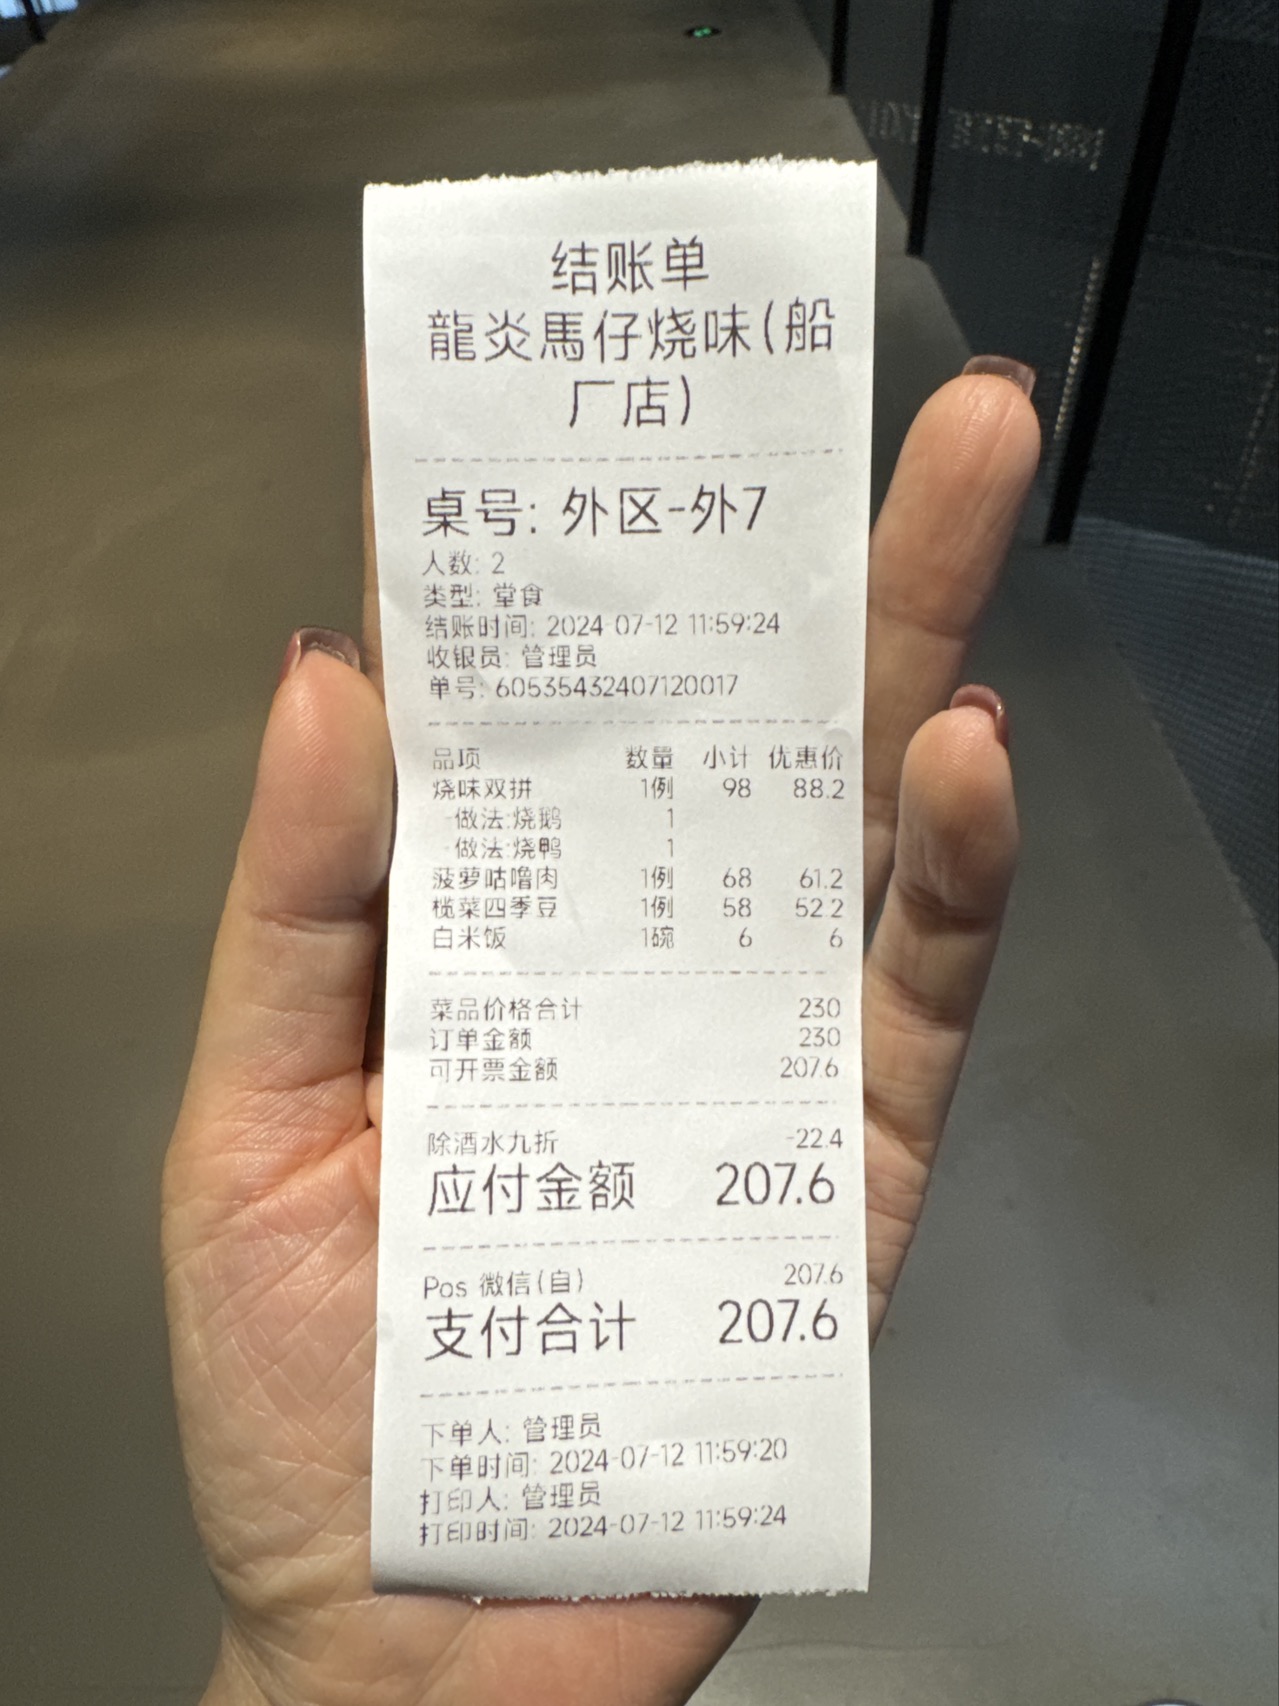 结账单
龍炎馬仔烧味(船
厂店)
桌号: 外区-外7
人数: 2
类型: 堂食
结账时间: 2024-07-12 11:59:24
收银员: 管理员
单号: 605354432407120017
品项 数量 小计 优惠价
烧味双拼 1例 98 88.2
-做法:烧鹅 1
-做法:烧鸭 1
菠萝咕噜肉 1例 68 61.2
榄菜四季豆 1例 58 52.2
白米饭 1碗 6 6
菜品价格合计 230
订单金额 230
可开票金额 207.6
除酒水九折 -22.4
应付金额 207.6
Pos 微信(自) 207.6
支付合计 207.6
下单人: 管理员
下单时间: 2024-07-12 11:59:20
打印人: 管理员
打印时间: 2024-07-12 11:59:24